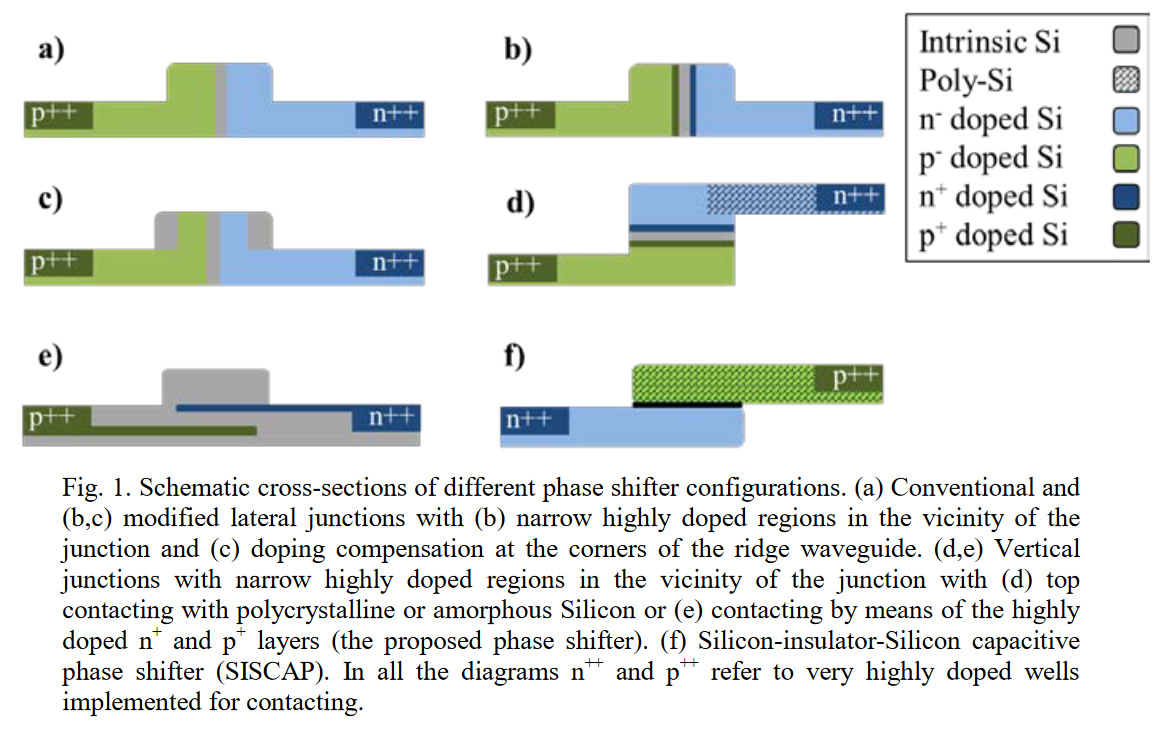 a)
p++
n++
b)
p++
n++
Intrinsic Si
Poly-Si
n⁻ doped Si
p⁻ doped Si
n⁺ doped Si
p⁺ doped Si
c)
p++
n++
d)
n++
p++
e)
p++
n++
f)
p++
n++
Fig. 1. Schematic cross-sections of different phase shifter configurations. (a) Conventional and
(b,c) modified lateral junctions with (b) narrow highly doped regions in the vicinity of the
junction and (c) doping compensation at the corners of the ridge waveguide. (d,e) Vertical
junctions with narrow highly doped regions in the vicinity of the junction with (d) top
contacting with polycrystalline or amorphous Silicon or (e) contacting by means of the highly
doped n⁺ and p⁺ layers (the proposed phase shifter). (f) Silicon-insulator-Silicon capacitive
phase shifter (SISCAP). In all the diagrams n⁺⁺ and p⁺⁺ refer to very highly doped wells
implemented for contacting.